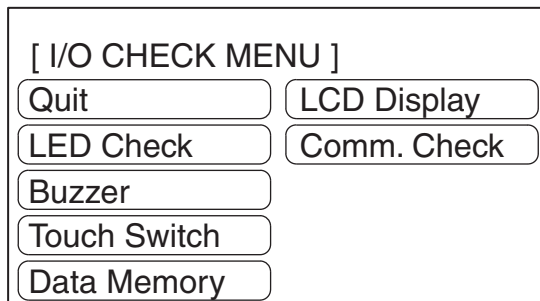 [ I/O CHECK MENU ]
Quit
LCD Display
LED Check
Comm. Check
Buzzer
Touch Switch
Data Memory